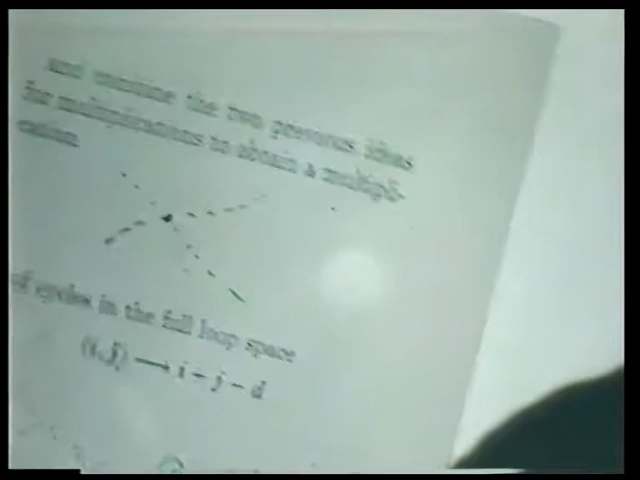 and combine the two previous ideas
for multiplications to obtain a multipli-
cation
of cycles in the full loop space
(i,j) ⟶ i + j - d